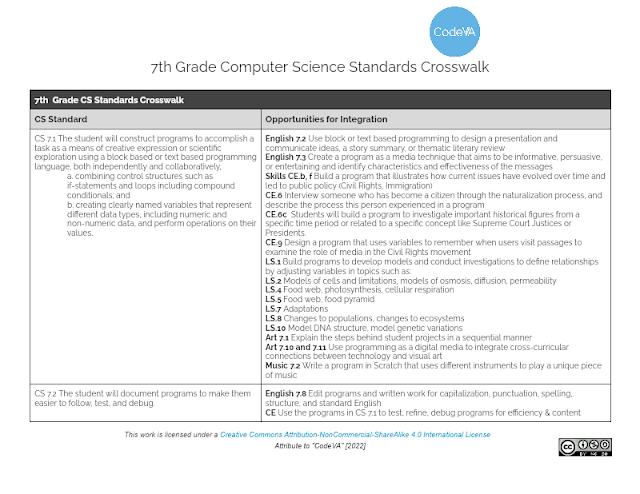 CodeVA
7th Grade Computer Science Standards Crosswalk
7th Grade CS Standards Crosswalk
CS Standard
Opportunities for Integration
CS 7.1 The student will construct programs to accomplish a
task as a means of creative expression or scientific
exploration using a block based or text based programming
language, both independently and collaboratively,
a. combining control structures such as
if-statements and loops including compound
conditionals; and
b. creating clearly named variables that represent
different data types, including numeric and
non-numeric data, and perform operations on their
values.
English 7.2 Use block or text based programming to design a presentation and
communicate ideas, a story summary, or thematic literary review
English 7.3 Create a program as a media technique that aims to be informative, persuasive,
or entertaining and identify characteristics and effectiveness of the messages
Skills CE.b, f Build a program that illustrates how current issues have evolved over time and
led to public policy (Civil Rights, Immigration)
CE.6 Interview someone who has become a citizen through the naturalization process, and
describe the process this person experienced in a program
CE.6c Students will build a program to investigate important historical figures from a
specific time period or related to a specific concept like Supreme Court Justices or
Presidents.
CE.9 Design a program that uses variables to remember when users visit passages to
examine the role of media in the Civil Rights movement
LS.1 Build programs to develop models and conduct investigations to define relationships
by adjusting variables in topics such as:
LS.2 Models of cells and limitations, models of osmosis, diffusion, permeability
LS.4 Food web, photosynthesis, cellular respiration
LS.5 Food web, food pyramid
LS.7 Adaptations
LS.8 Changes to populations, changes to ecosystems
LS.10 Model DNA structure, model genetic variations
Art 7.1 Explain the steps behind student projects in a sequential manner
Art 7.10 and 7.11 Use programming as a digital media to integrate cross-curricular
connections between technology and visual art
Music 7.2 Write a program in Scratch that uses different instruments to play a unique piece
of music
CS 7.2 The student will document programs to make them
easier to follow, test, and debug.
English 7.8 Edit programs and written work for capitalization, punctuation, spelling,
structure, and standard English
CE Use the programs in CS 7.1 to test, refine, debug programs for efficiency & content
This work is licensed under a Creative Commons Attribution-NonCommercial-ShareAlike 4.0 International License
Attribute to "CodeVA" [2022]
cc
BY NC SA